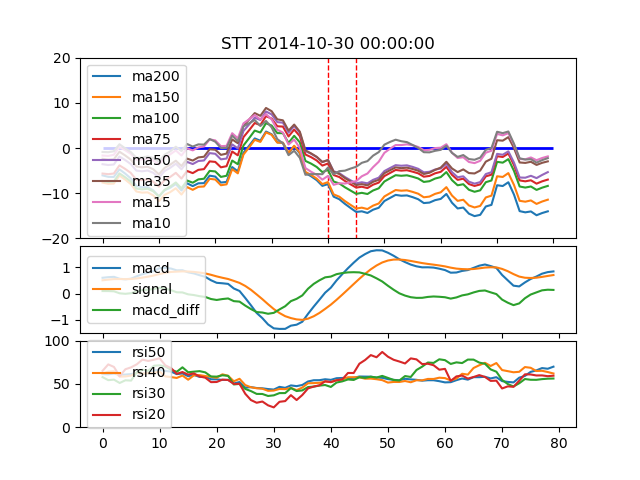 STT 2014-10-30 00:00:00
20
10
0
−10
−20
ma200
ma150
ma100
ma75
ma50
ma35
ma15
ma10
1
0
−1
macd
signal
macd_diff
100
50
0
rsi50
rsi40
rsi30
rsi20
0 10 20 30 40 50 60 70 80